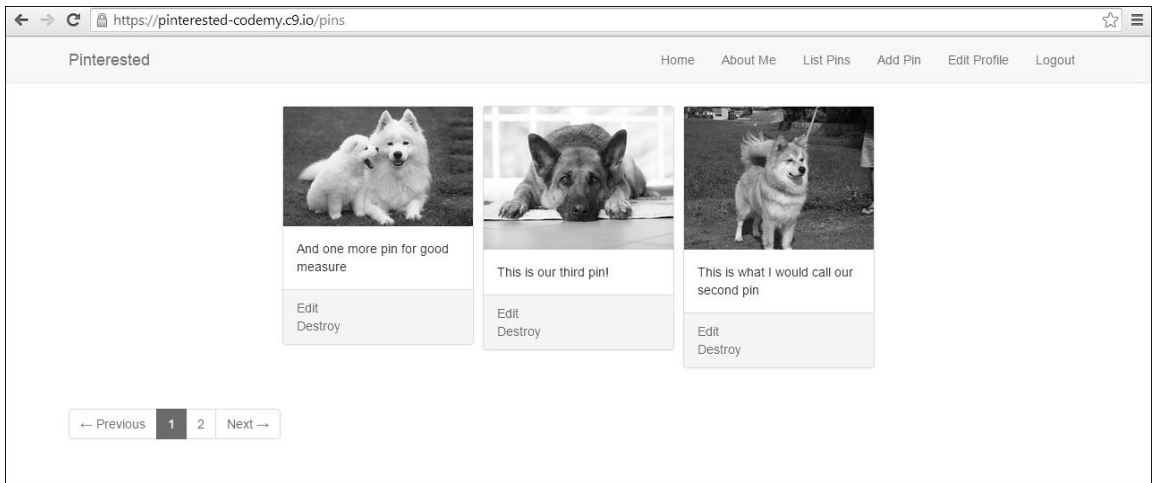 https://pinterested-codemy.c9.io/pins
Pinterested
Home About Me List Pins Add Pin Edit Profile Logout
And one more pin for good
measure
Edit
Destroy
This is our third pin!
Edit
Destroy
This is what I would call our
second pin
Edit
Destroy
← Previous 1 2 Next →